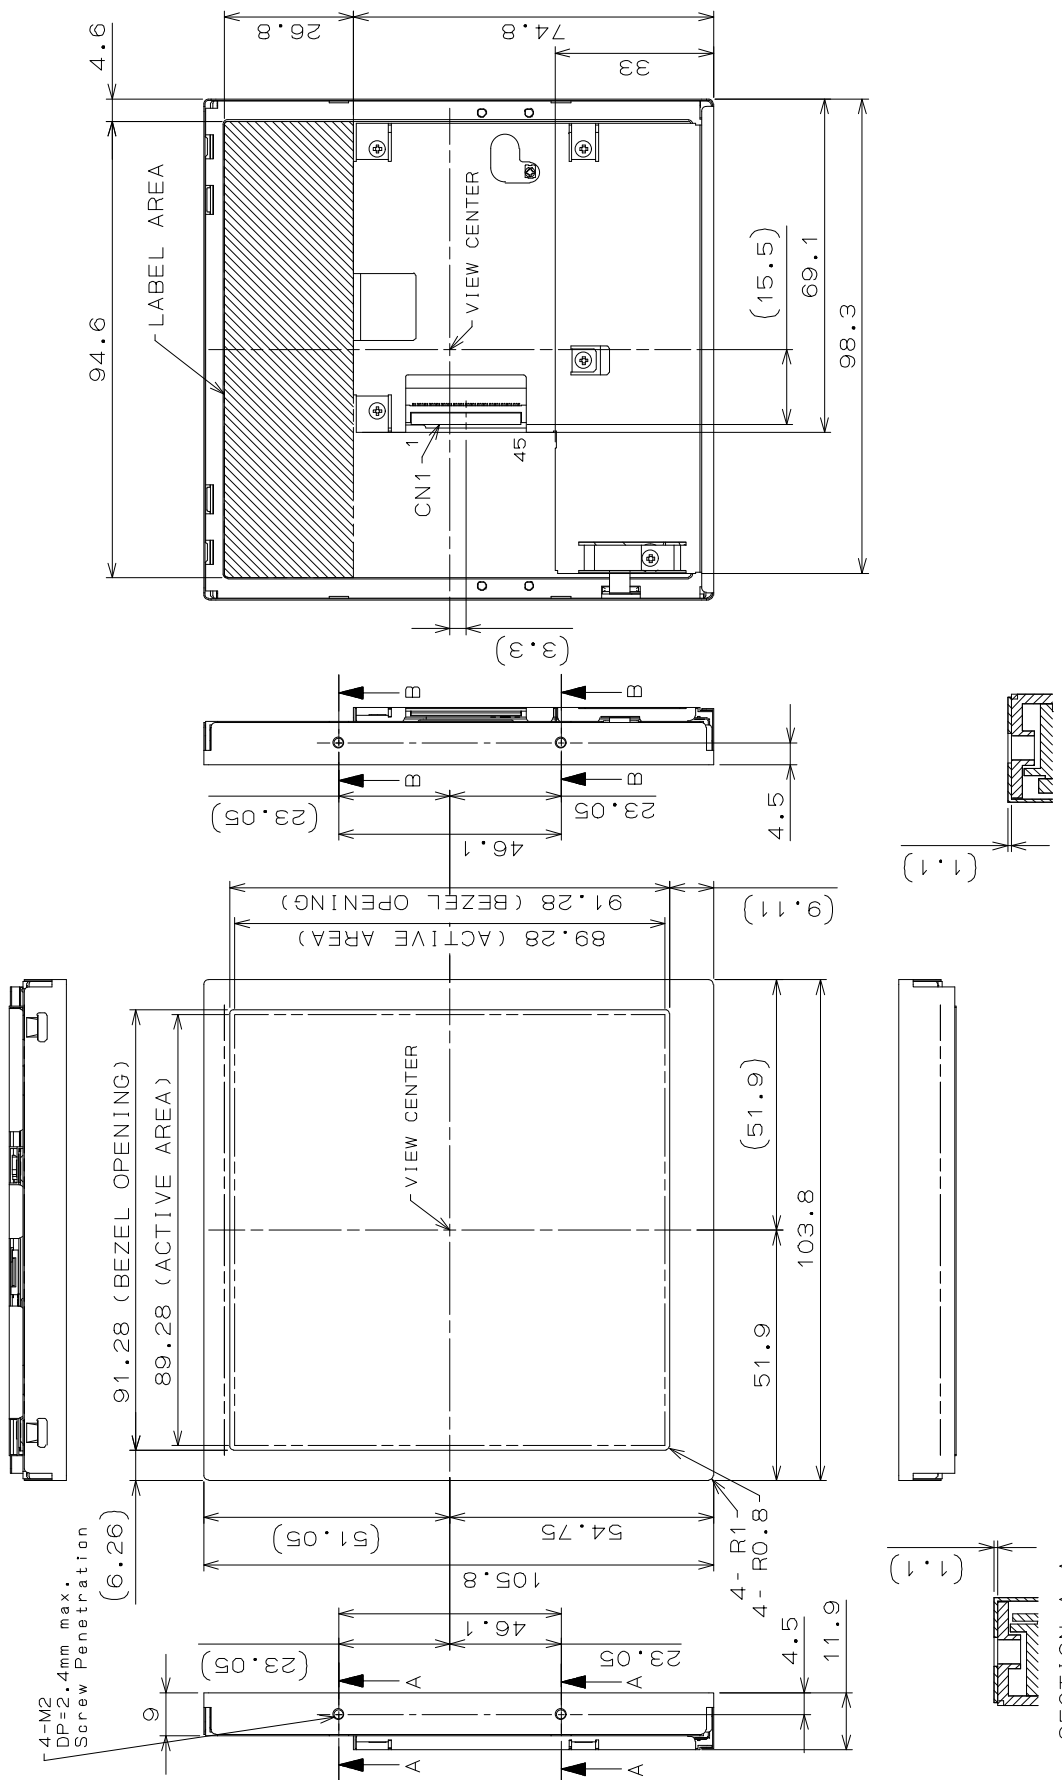 4-M2
DP=2.4mm max.
Screw Penetration
9
(23.05)
46.1
23.05
A
A
A
A
4.5
11.9
(6.26)
91.28 (BEZEL OPENING)
89.28 (ACTIVE AREA)
(51.05)
54.75
105.8
4- R1
4- R0.8
VIEW CENTER
51.9
(51.9)
103.8
91.28 (BEZEL OPENING)
89.28 (ACTIVE AREA)
(9.11)
(23.05)
46.1
23.05
B
B
B
B
4.5
(3.3)
94.6
4.6
LABEL AREA
VIEW CENTER
CN1
1
45
26.8
74.8
33
(15.5)
69.1
98.3
(1.1)
(1.1)